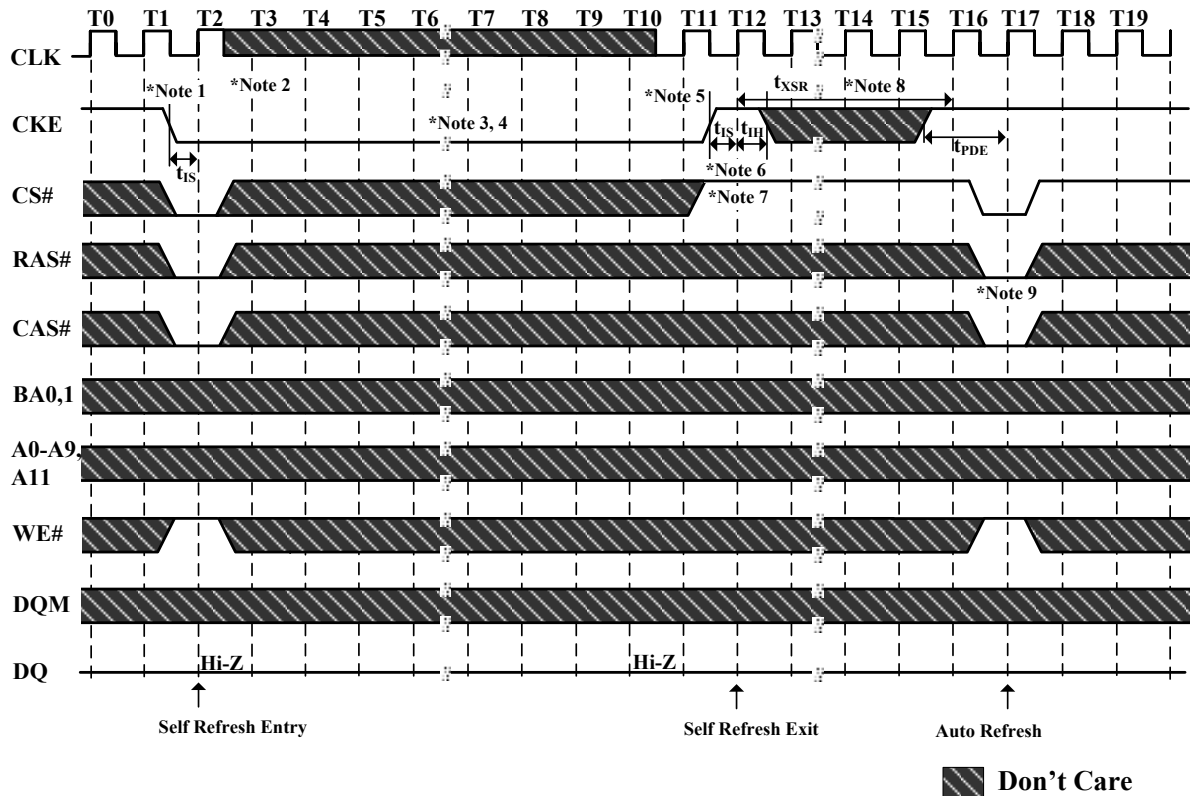 T0 T1 T2 T3 T4 T5 T6 T7 T8 T9 T10 T11 T12 T13 T14 T15 T16 T17 T18 T19
CLK
*Note 1 *Note 2 *Note 5 tXSR *Note 8
CKE
*Note 3, 4
tIS tIS tIH tPDE
*Note 6
CS#
*Note 7
RAS#
*Note 9
CAS#
BA0,1
A0-A9,
A11
WE#
DQM
DQ Hi-Z Hi-Z
Self Refresh Entry Self Refresh Exit Auto Refresh
Don't Care